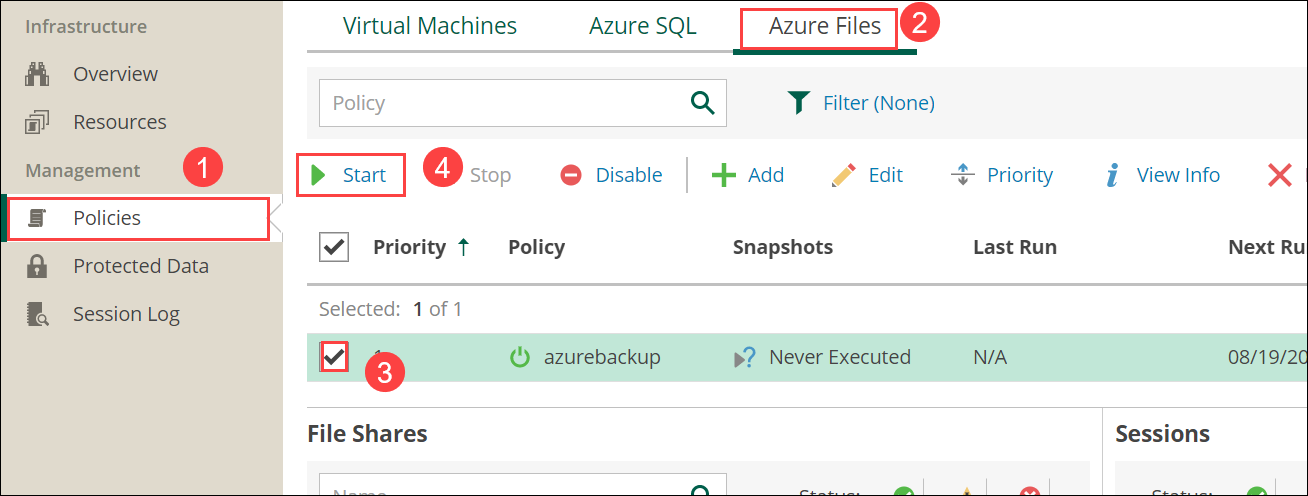 Infrastructure
Overview
Resources
Management 1
Policies
Protected Data
Session Log
Virtual Machines Azure SQL Azure Files 2
Policy Filter (None)
Start 4 Stop Disable Add Edit Priority View Info
Priority Policy Snapshots Last Run Next Ru
Selected: 1 of 1
azurebackup Never Executed N/A 08/19/20
3
File Shares Sessions
Name Status: Status: